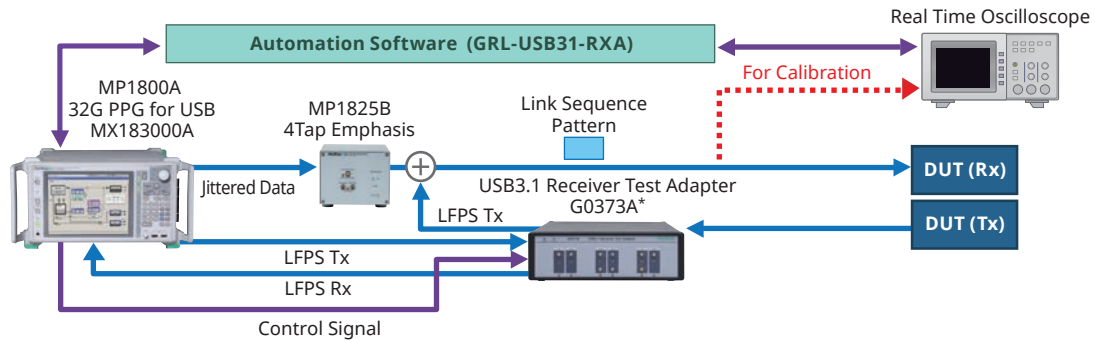 Real Time Oscilloscope
Automation Software (GRL-USB31-RXA)
For Calibration
MP1800A
32G PPG for USB
MX183000A
MP1825B
4Tap Emphasis
Link Sequence
Pattern
Jittered Data
DUT (Rx)
USB3.1 Receiver Test Adapter
G0373A*
LFPS Tx
DUT (Tx)
LFPS Tx
LFPS Rx
Control Signal